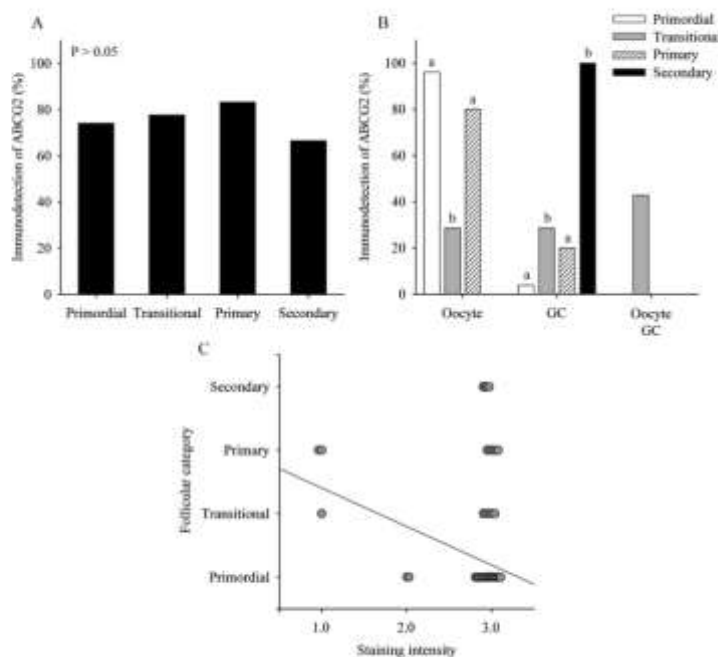 A
P > 0.05
Immunodetection of ABCG2 (%)
100
80
60
40
20
0
Primordial Transitional Primary Secondary
B
Primordial
Transitional
Primary
Secondary
Immunodetection of ABCG2 (%)
100
80
60
40
20
0
a
b
a
a
b
a
b
Oocyte GC Oocyte
GC
C
Follicular category
Secondary
Primary
Transitional
Primordial
1.0 2.0 3.0
Staining intensity